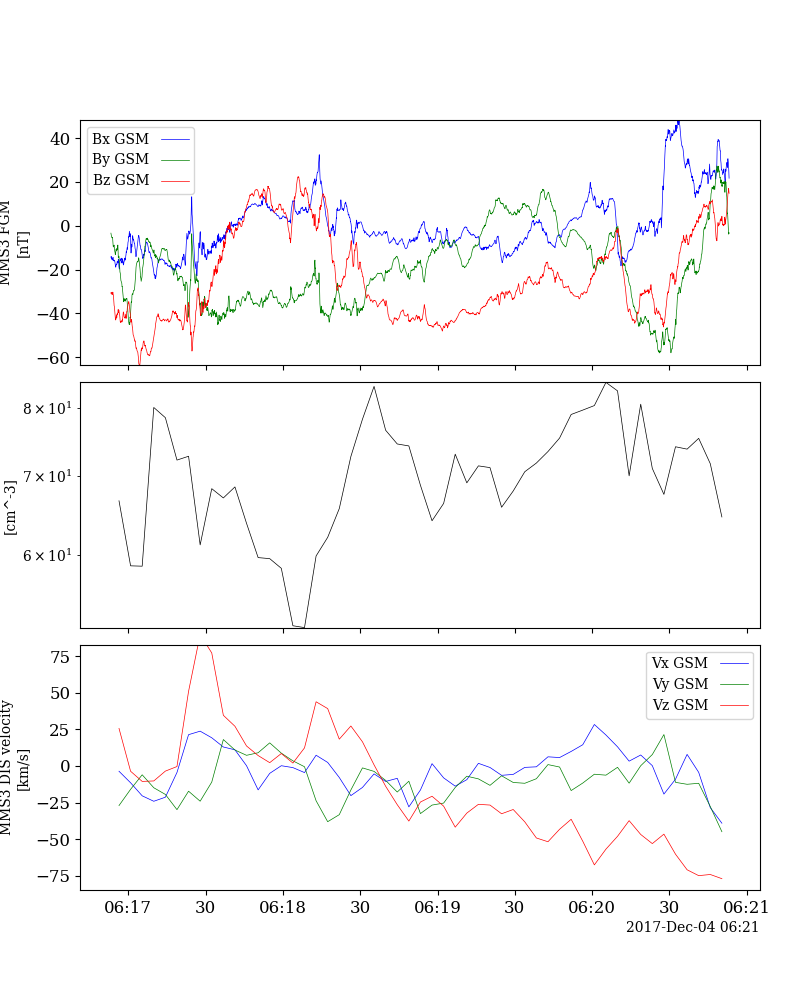 MMS3 FGM
[nT]
40
20
0
−20
−40
−60
Bx GSM
By GSM
Bz GSM
[cm^-3]
8 × 10¹
7 × 10¹
6 × 10¹
MMS3 DIS velocity
[km/s]
75
50
25
0
−25
−50
−75
Vx GSM
Vy GSM
Vz GSM
06:17 30 06:18 30 06:19 30 06:20 30 06:21
2017-Dec-04 06:21